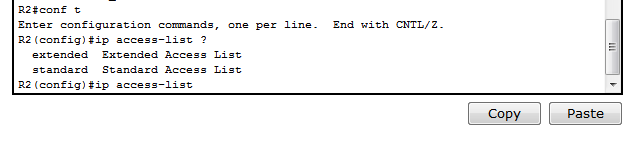 R2#conf t
Enter configuration commands, one per line.  End with CNTL/Z.
R2(config)#ip access-list ?
  extended  Extended Access List
  standard  Standard Access List
R2(config)#ip access-list
Copy Paste